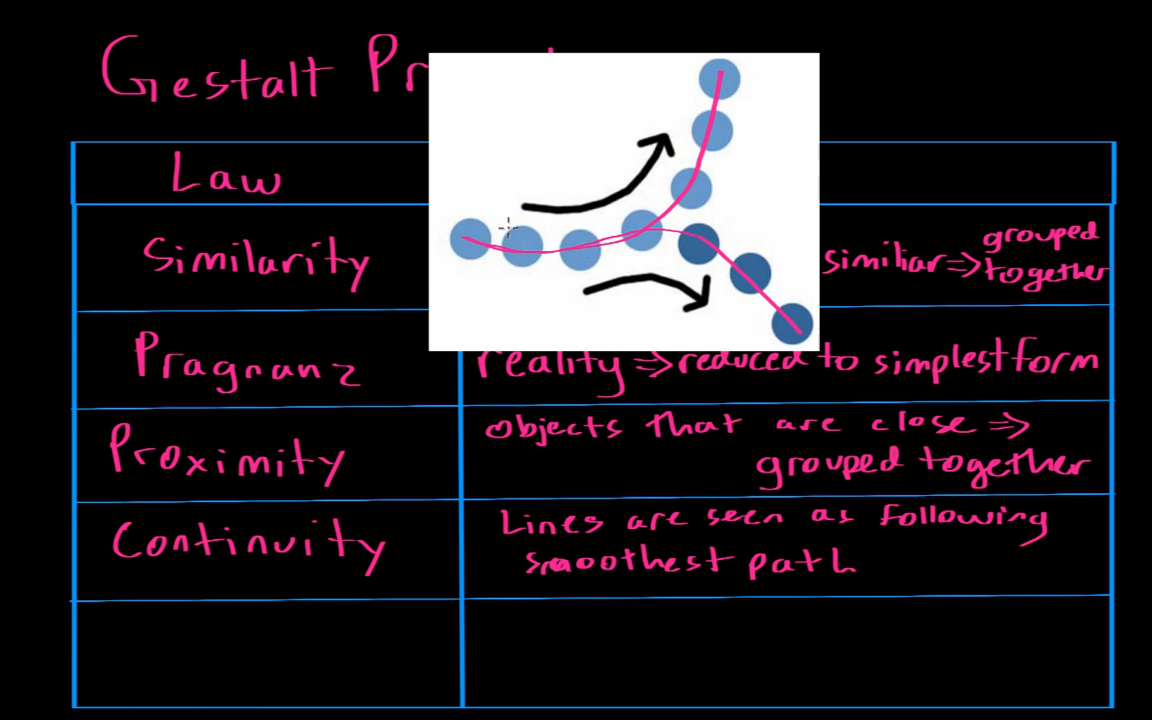 Gestalt Pr
Law
Similarity
similiar => grouped together
Pragnanz
reality => reduced to simplest form
Proximity
objects that are close =>
grouped together
Continuity
Lines are seen as following
smoothest path